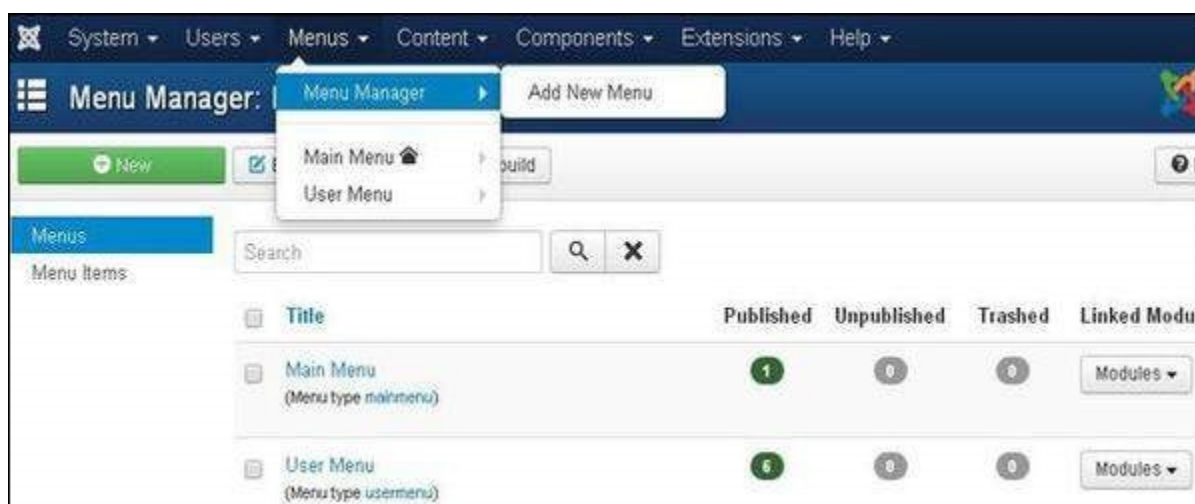 System Users Menus Content Components Extensions Help
Menu Manager:
Menu Manager Add New Menu
Main Menu
User Menu
New
Menus
Menu Items
Search
Title Published Unpublished Trashed Linked Modu
Main Menu 1 0 0 Modules
(Menu type mainmenu)
User Menu 6 0 0 Modules
(Menu type usermenu)